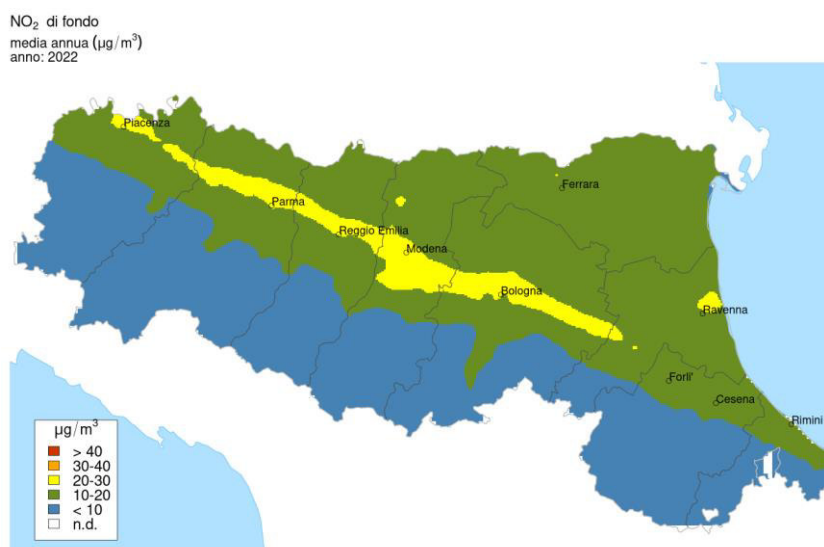 NO₂ di fondo
media annua (µg/m³)
anno: 2022
Piacenza
Ferrara
Parma
Reggio Emilia
Modena
Bologna
Ravenna
Forli'
Cesena
Rimini
µg/m³
> 40
30-40
20-30
10-20
< 10
n.d.